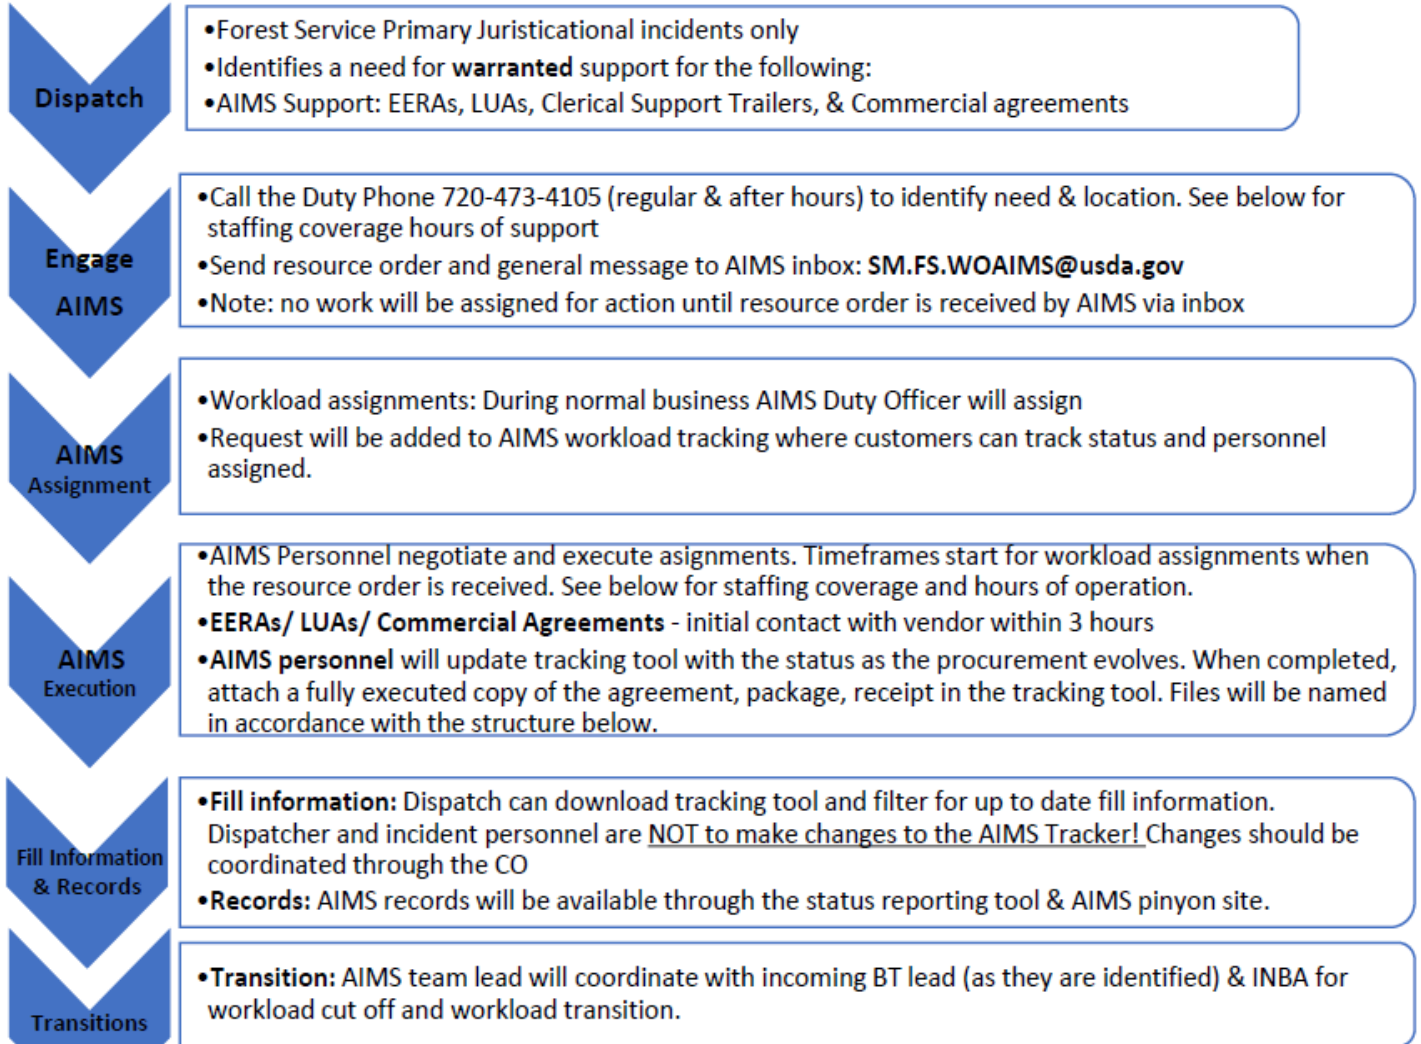 Dispatch
•Forest Service Primary Juristicational incidents only
•Identifies a need for warranted support for the following:
•AIMS Support: EERAs, LUAs, Clerical Support Trailers, & Commercial agreements
Engage
AIMS
•Call the Duty Phone 720-473-4105 (regular & after hours) to identify need & location. See below for
staffing coverage hours of support
•Send resource order and general message to AIMS inbox: SM.FS.WOAIMS@usda.gov
•Note: no work will be assigned for action until resource order is received by AIMS via inbox
AIMS
Assignment
•Workload assignments: During normal business AIMS Duty Officer will assign
•Request will be added to AIMS workload tracking where customers can track status and personnel
assigned.
AIMS
Execution
•AIMS Personnel negotiate and execute asignments. Timeframes start for workload assignments when
the resource order is received. See below for staffing coverage and hours of operation.
•EERAs/ LUAs/ Commercial Agreements - initial contact with vendor within 3 hours
•AIMS personnel will update tracking tool with the status as the procurement evolves. When completed,
attach a fully executed copy of the agreement, package, receipt in the tracking tool. Files will be named
in accordance with the structure below.
Fill Information
& Records
•Fill information: Dispatch can download tracking tool and filter for up to date fill information.
Dispatcher and incident personnel are NOT to make changes to the AIMS Tracker! Changes should be
coordinated through the CO
•Records: AIMS records will be available through the status reporting tool & AIMS pinyon site.
Transitions
•Transition: AIMS team lead will coordinate with incoming BT lead (as they are identified) & INBA for
workload cut off and workload transition.